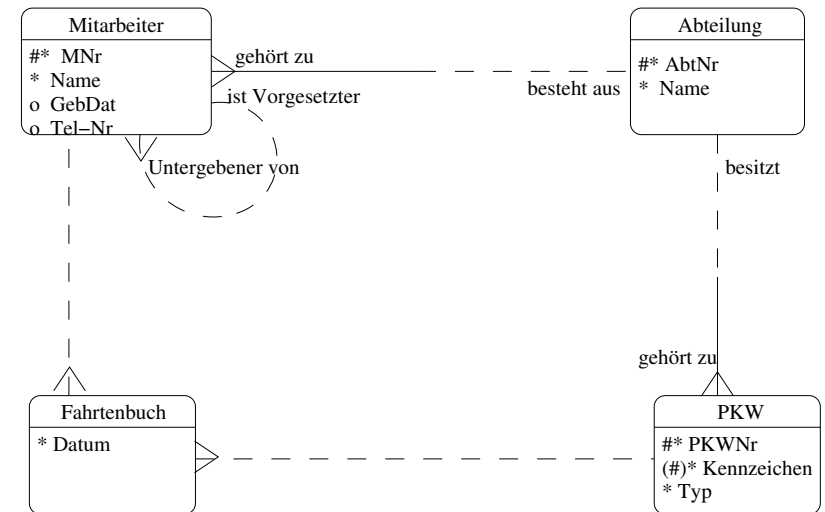 Mitarbeiter
#* MNr
* Name
o GebDat
o Tel−Nr
gehört zu
ist Vorgesetzter
Untergebener von
besteht aus
Abteilung
#* AbtNr
* Name
besitzt
gehört zu
Fahrtenbuch
* Datum
PKW
#* PKWNr
(#)* Kennzeichen
* Typ